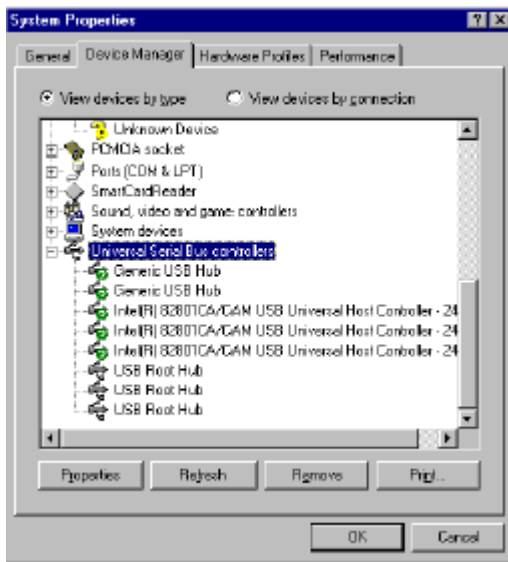 System Properties
General
Device Manager
Hardware Profiles
Performance
View devices by type
View devices by connection
Unknown Device
PCMCIA socket
Ports (COM & LPT)
SmartCardReader
Sound, video and game controllers
System devices
Universal Serial Bus controllers
Generic USB Hub
Generic USB Hub
Intel(R) 82801CA/CAM USB Universal Host Controller - 24
Intel(R) 82801CA/CAM USB Universal Host Controller - 24
Intel(R) 82801CA/CAM USB Universal Host Controller - 24
USB Root Hub
USB Root Hub
USB Root Hub
Properties
Refresh
Remove
Print...
OK
Cancel